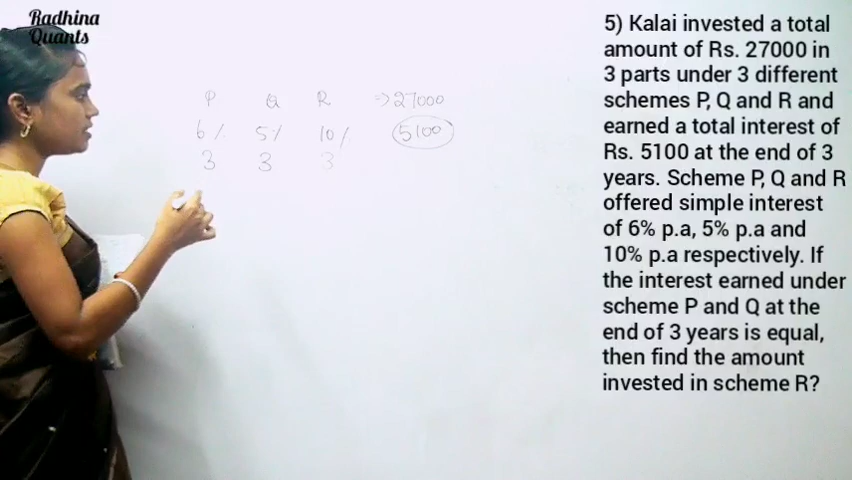 Radhina
Quants
P Q R => 27000
6% 5% 10% 5100
3 3 3
5) Kalai invested a total
amount of Rs. 27000 in
3 parts under 3 different
schemes P, Q and R and
earned a total interest of
Rs. 5100 at the end of 3
years. Scheme P, Q and R
offered simple interest
of 6% p.a, 5% p.a and
10% p.a respectively. If
the interest earned under
scheme P and Q at the
end of 3 years is equal,
then find the amount
invested in scheme R?